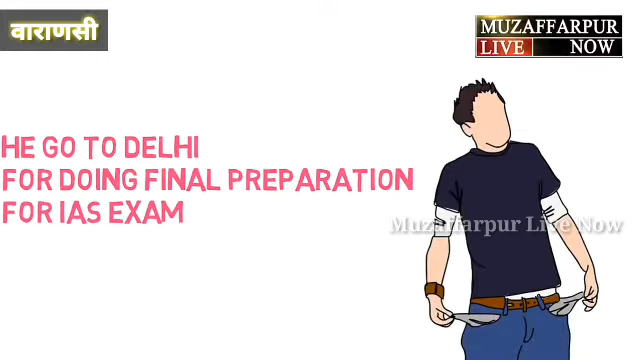 वाराणसी
MUZAFFARPUR
LIVE NOW
HE GO TO DELHI
FOR DOING FINAL PREPARATION
FOR IAS EXAM
Muzaffarpur Live Now